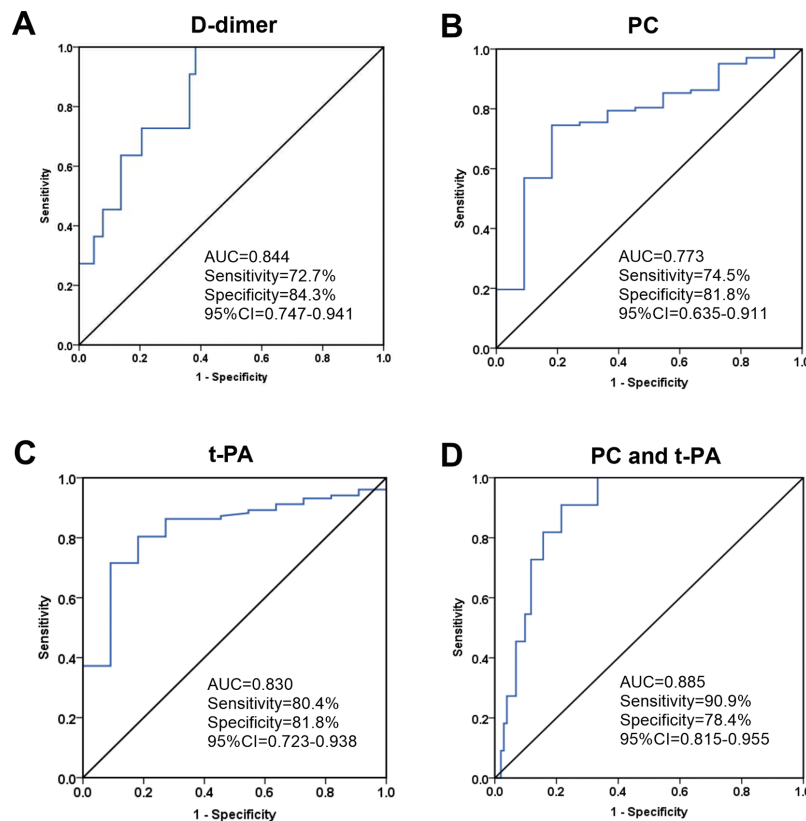 A
D-dimer
1.0
0.8
0.6
0.4
0.2
0.0
Sensitivity
AUC=0.844
Sensitivity=72.7%
Specificity=84.3%
95%CI=0.747-0.941
0.0 0.2 0.4 0.6 0.8 1.0
1 - Specificity
B
PC
1.0
0.8
0.6
0.4
0.2
0.0
Sensitivity
AUC=0.773
Sensitivity=74.5%
Specificity=81.8%
95%CI=0.635-0.911
0.0 0.2 0.4 0.6 0.8 1.0
1 - Specificity
C
t-PA
1.0
0.8
0.6
0.4
0.2
0.0
Sensitivity
AUC=0.830
Sensitivity=80.4%
Specificity=81.8%
95%CI=0.723-0.938
0.0 0.2 0.4 0.6 0.8 1.0
1 - Specificity
D
PC and t-PA
1.0
0.8
0.6
0.4
0.2
0.0
Sensitivity
AUC=0.885
Sensitivity=90.9%
Specificity=78.4%
95%CI=0.815-0.955
0.0 0.2 0.4 0.6 0.8 1.0
1 - Specificity